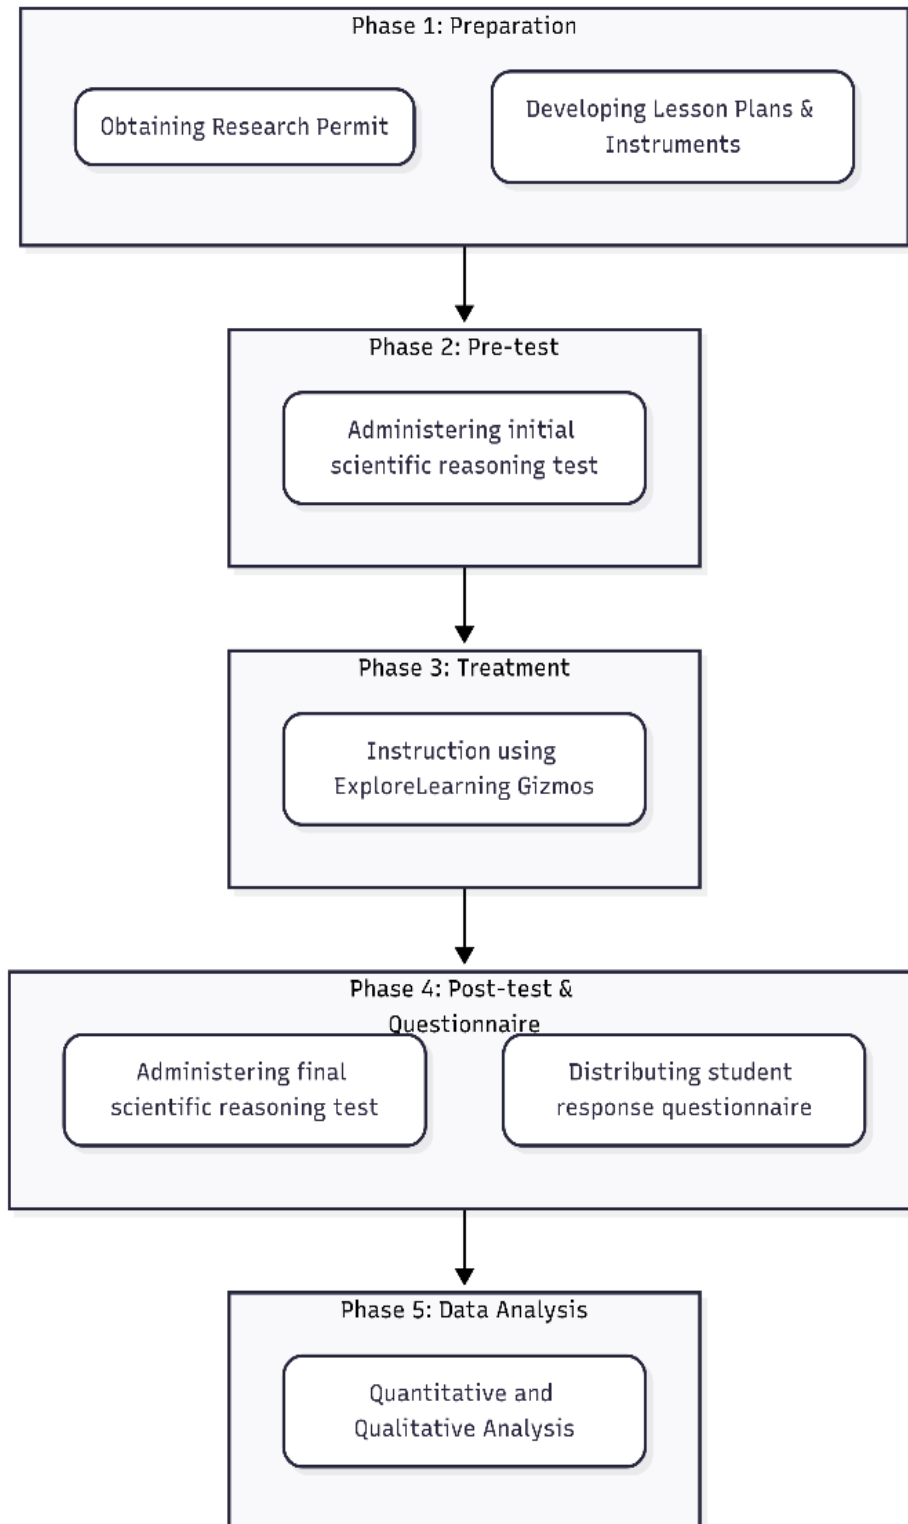 Phase 1: Preparation
Obtaining Research Permit
Developing Lesson Plans &
Instruments
Phase 2: Pre-test
Administering initial
scientific reasoning test
Phase 3: Treatment
Instruction using
ExploreLearning Gizmos
Phase 4: Post-test &
Questionnaire
Administering final
scientific reasoning test
Distributing student
response questionnaire
Phase 5: Data Analysis
Quantitative and
Qualitative Analysis